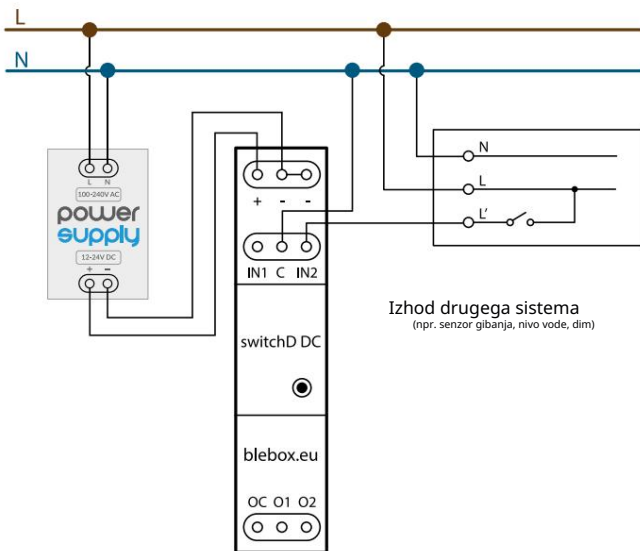 L
N
L N
100-240V AC
power
supply
12-24V DC
+ −
+ - -
IN1 C IN2
switchD DC
blebox.eu
OC O1 O2
N
L
L'
Izhod drugega sistema
(npr. senzor gibanja, nivo vode, dim)